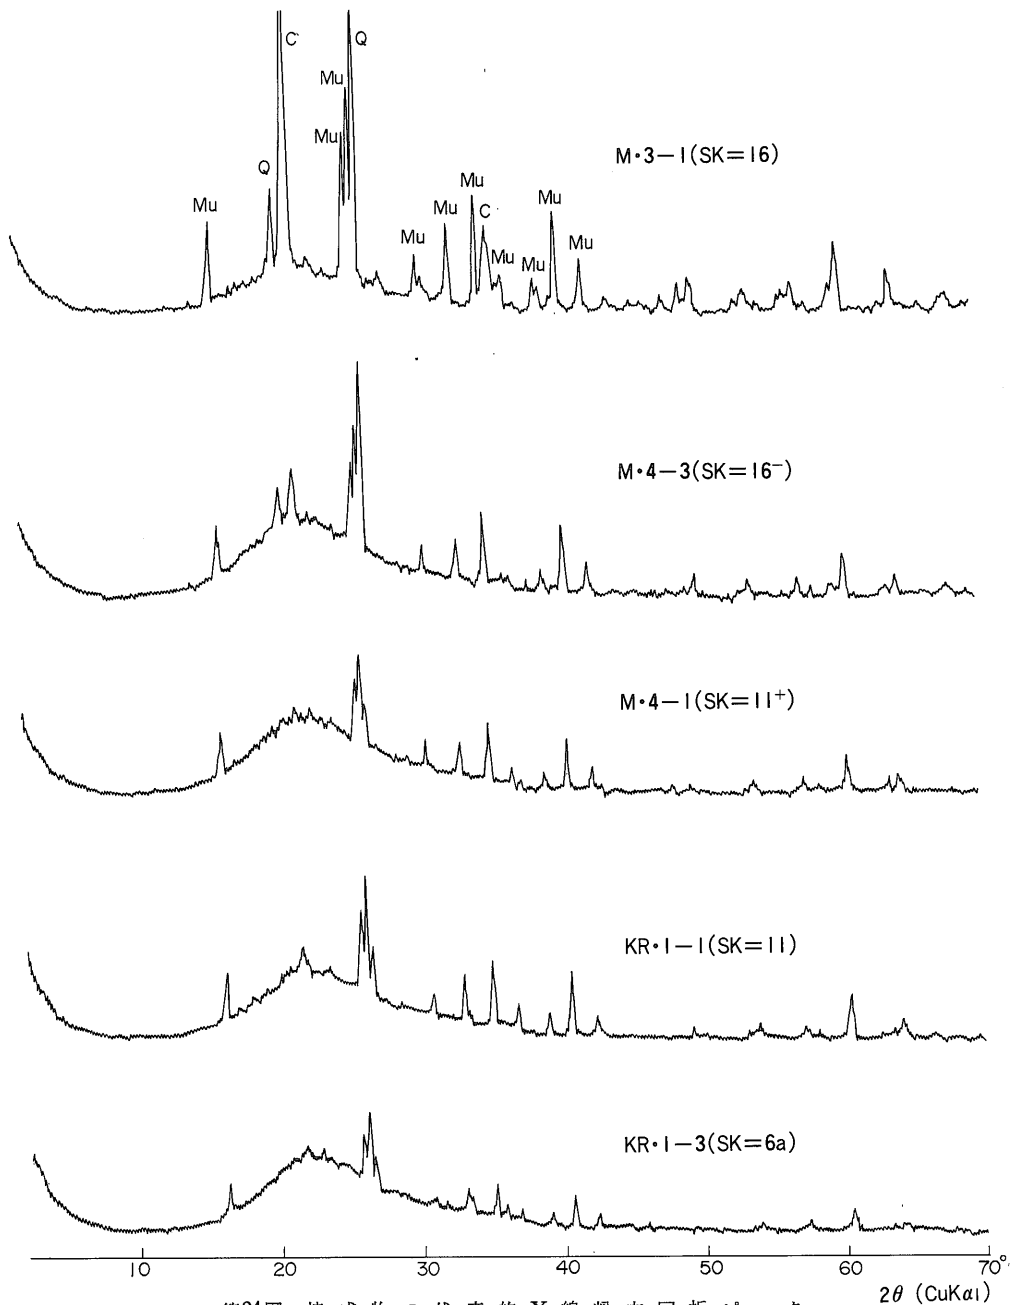 C
Q
Mu
Mu
Q
Mu
Mu
Mu
Mu
C
Mu
Mu
Mu
Mu
M・3-1(SK=16)
M・4-3(SK=16⁻)
M・4-1(SK=11⁺)
KR・1-1(SK=11)
KR・1-3(SK=6a)
10 20 30 40 50 60 70°
2θ (CuKα1)